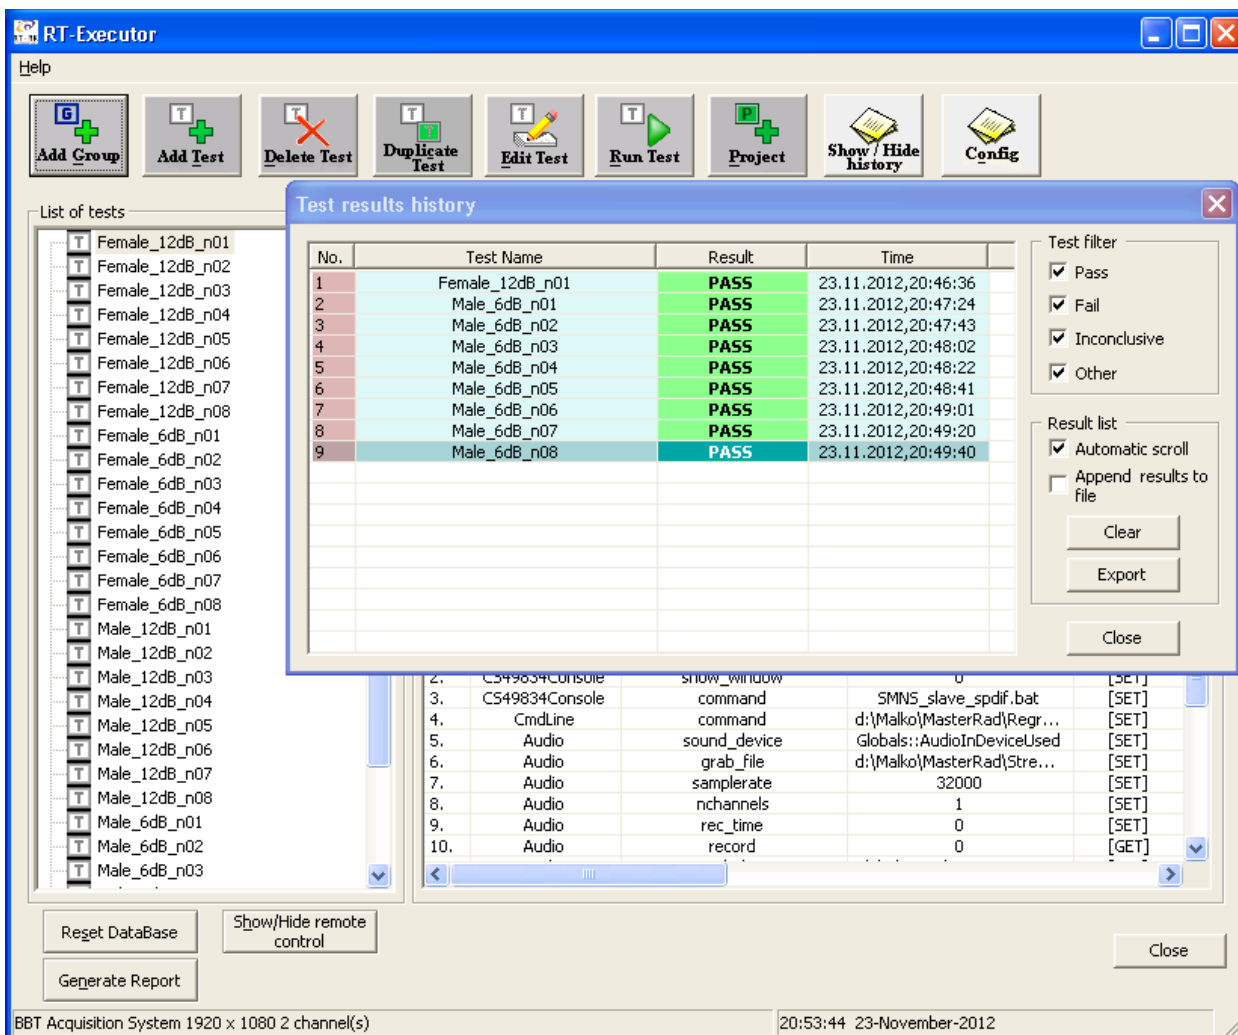 RT-Executor
Help
Add Group
Add Test
Delete Test
Duplicate
Test
Edit Test
Run Test
Project
Show / Hide
history
Config
List of tests
Female_12dB_n01
Female_12dB_n02
Female_12dB_n03
Female_12dB_n04
Female_12dB_n05
Female_12dB_n06
Female_12dB_n07
Female_12dB_n08
Female_6dB_n01
Female_6dB_n02
Female_6dB_n03
Female_6dB_n04
Female_6dB_n05
Female_6dB_n06
Female_6dB_n07
Female_6dB_n08
Male_12dB_n01
Male_12dB_n02
Male_12dB_n03
Male_12dB_n04
Male_12dB_n05
Male_12dB_n06
Male_12dB_n07
Male_12dB_n08
Male_6dB_n01
Male_6dB_n02
Male_6dB_n03
Test results history
No. Test Name Result Time
1 Female_12dB_n01 PASS 23.11.2012,20:46:36
2 Male_6dB_n01 PASS 23.11.2012,20:47:24
3 Male_6dB_n02 PASS 23.11.2012,20:47:43
4 Male_6dB_n03 PASS 23.11.2012,20:48:02
5 Male_6dB_n04 PASS 23.11.2012,20:48:22
6 Male_6dB_n05 PASS 23.11.2012,20:48:41
7 Male_6dB_n06 PASS 23.11.2012,20:49:01
8 Male_6dB_n07 PASS 23.11.2012,20:49:20
9 Male_6dB_n08 PASS 23.11.2012,20:49:40
Test filter
Pass
Fail
Inconclusive
Other
Result list
Automatic scroll
Append results to
file
Clear
Export
Close
2. CS49834Console show_window 0 [SET]
3. CS49834Console command SMNS_slave_spdif.bat [SET]
4. CmdLine command d:\Malko\MasterRad\Regr... [SET]
5. Audio sound_device Globals::AudioInDeviceUsed [SET]
6. Audio grab_file d:\Malko\MasterRad\Stre... [SET]
7. Audio samplerate 32000 [SET]
8. Audio nchannels 1 [SET]
9. Audio rec_time 0 [SET]
10. Audio record 0 [GET]
Reset DataBase
Show/Hide remote
control
Generate Report
Close
BBT Acquisition System 1920 x 1080 2 channel(s)
20:53:44 23-November-2012